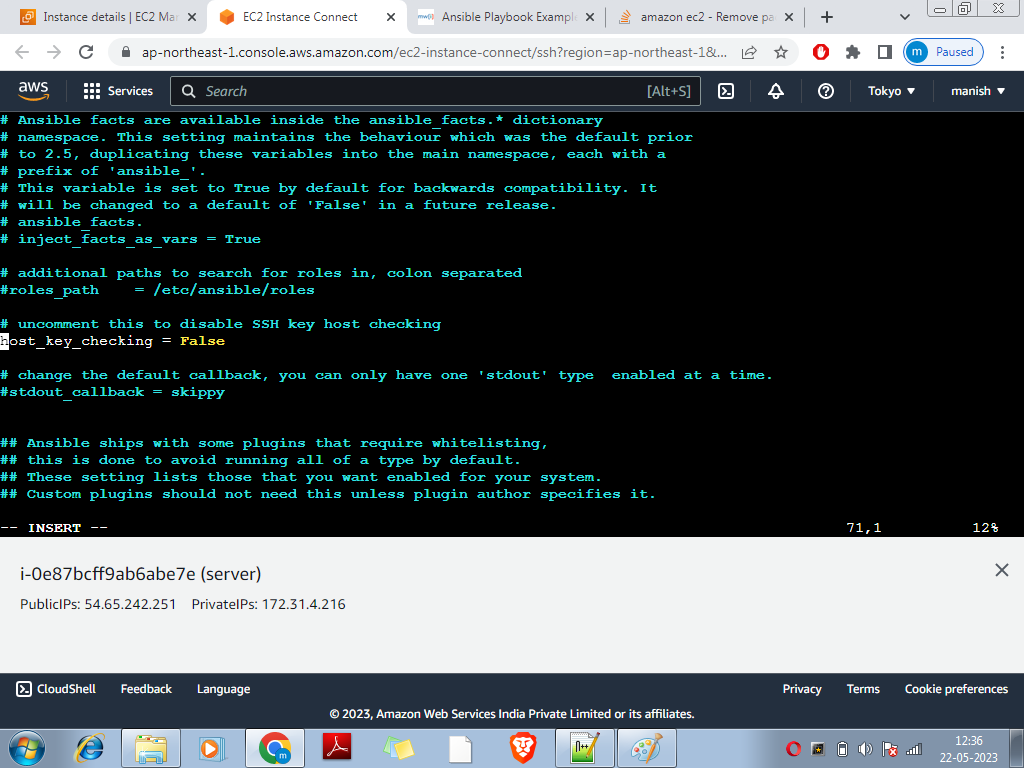 Instance details | EC2 Ma
EC2 Instance Connect
Ansible Playbook Example
amazon ec2 - Remove pa
ap-northeast-1.console.aws.amazon.com/ec2-instance-connect/ssh?region=ap-northeast-1&...
m Paused
aws
Services
Search
[Alt+S]
Tokyo
manish
# Ansible facts are available inside the ansible_facts.* dictionary
# namespace. This setting maintains the behaviour which was the default prior
# to 2.5, duplicating these variables into the main namespace, each with a
# prefix of 'ansible_'.
# This variable is set to True by default for backwards compatibility. It
# will be changed to a default of 'False' in a future release.
# ansible_facts.
# inject_facts_as_vars = True
# additional paths to search for roles in, colon separated
#roles_path    = /etc/ansible/roles
# uncomment this to disable SSH key host checking
host_key_checking = False
# change the default callback, you can only have one 'stdout' type  enabled at a time.
#stdout_callback = skippy
## Ansible ships with some plugins that require whitelisting,
## this is done to avoid running all of a type by default.
## These setting lists those that you want enabled for your system.
## Custom plugins should not need this unless plugin author specifies it.
-- INSERT --
71,1
12%
i-0e87bcff9ab6abe7e (server)
PublicIPs: 54.65.242.251 PrivateIPs: 172.31.4.216
CloudShell
Feedback
Language
Privacy
Terms
Cookie preferences
© 2023, Amazon Web Services India Private Limited or its affiliates.
12:36
22-05-2023